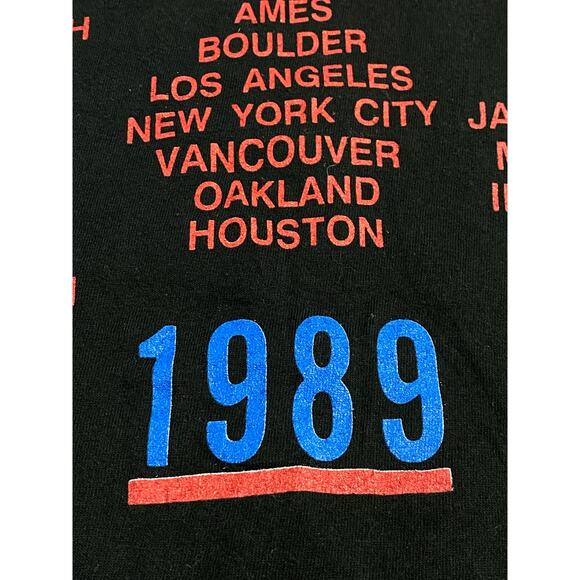 AMES
BOULDER
LOS ANGELES
NEW YORK CITY
VANCOUVER
OAKLAND
HOUSTON
1989